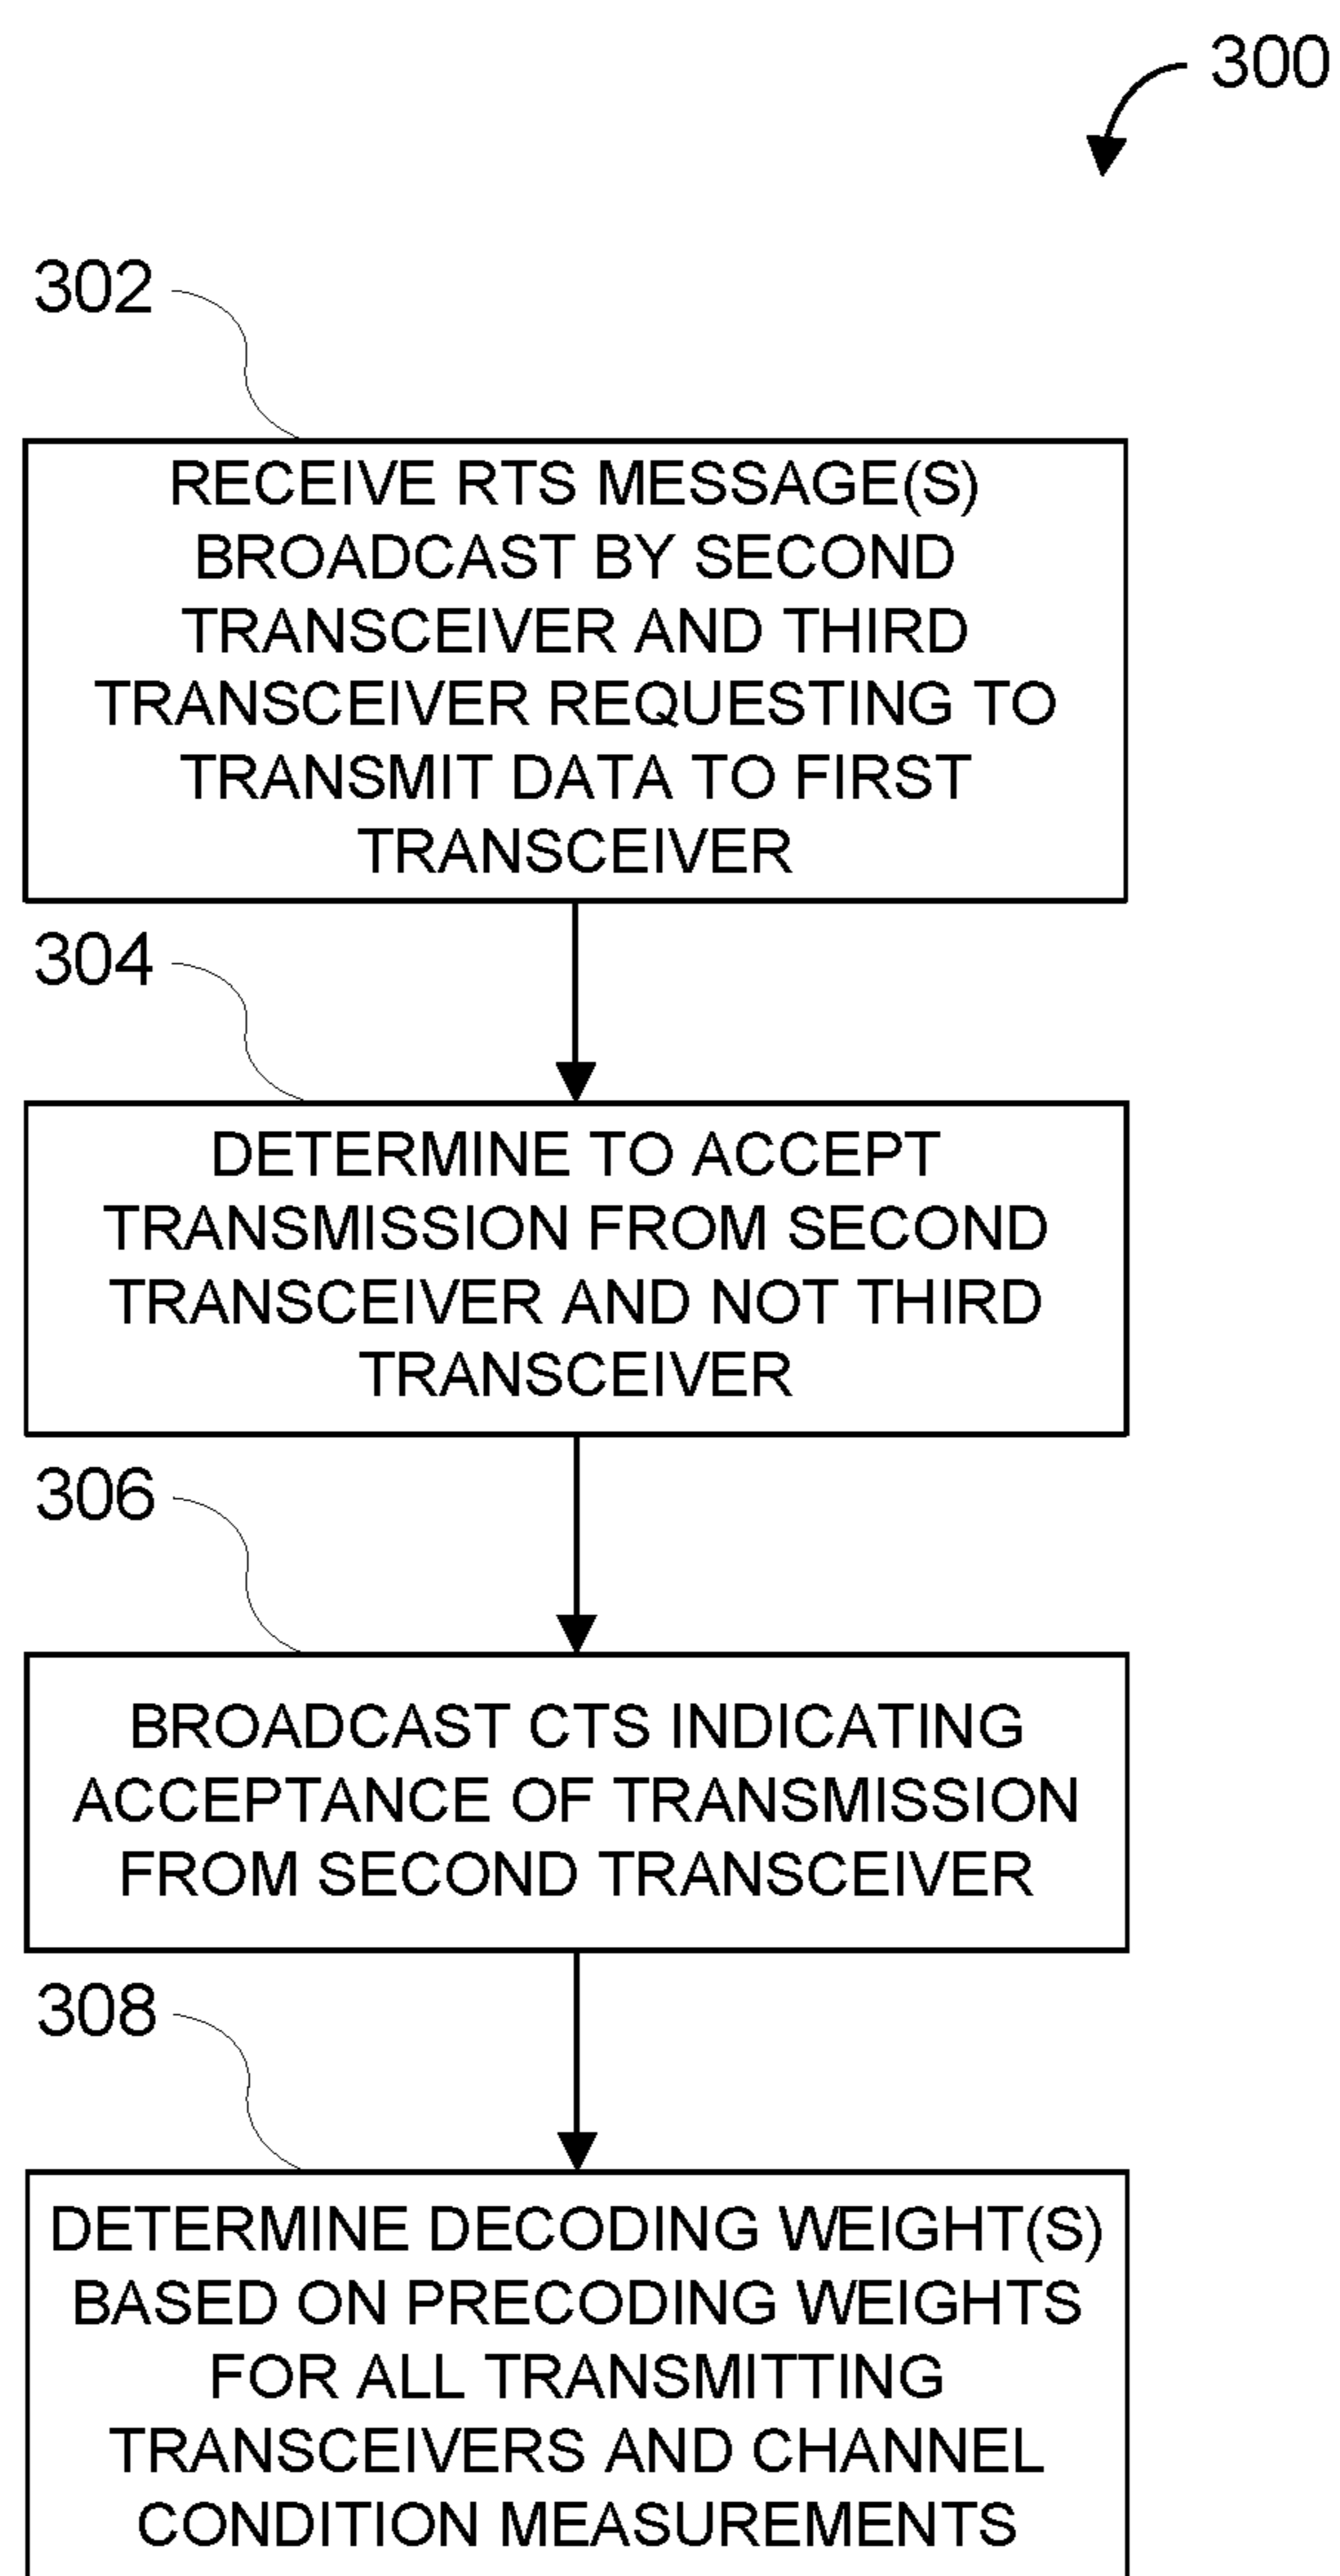 300
302
RECEIVE RTS MESSAGE(S)
BROADCAST BY SECOND
TRANSCEIVER AND THIRD
TRANSCEIVER REQUESTING TO
TRANSMIT DATA TO FIRST
TRANSCEIVER
304
DETERMINE TO ACCEPT
TRANSMISSION FROM SECOND
TRANSCEIVER AND NOT THIRD
TRANSCEIVER
306
BROADCAST CTS INDICATING
ACCEPTANCE OF TRANSMISSION
FROM SECOND TRANSCEIVER
308
DETERMINE DECODING WEIGHT(S)
BASED ON PRECODING WEIGHTS
FOR ALL TRANSMITTING
TRANSCEIVERS AND CHANNEL
CONDITION MEASUREMENTS